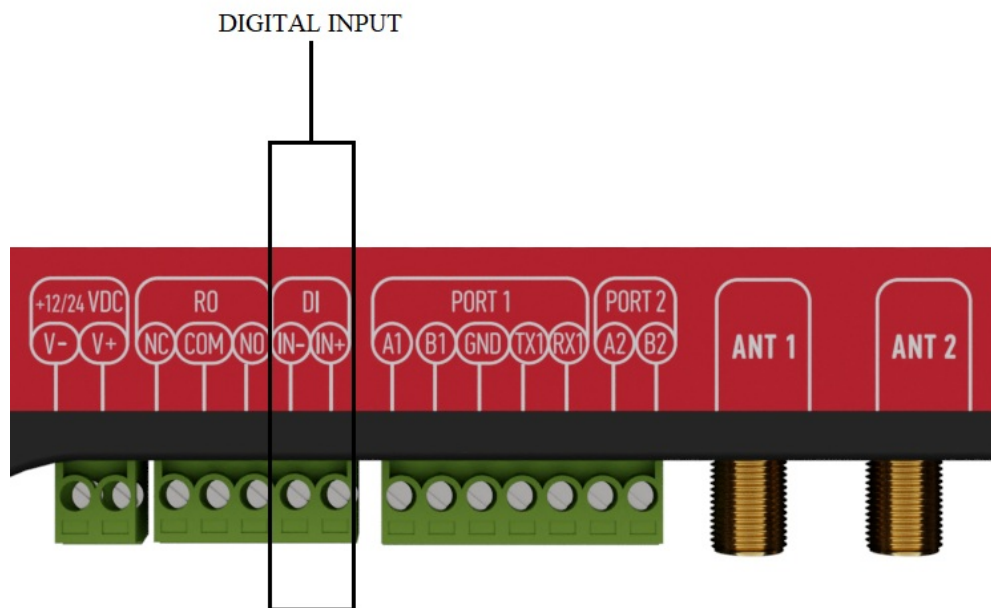 DIGITAL INPUT
+12/24 VDC RO DI PORT 1 PORT 2
V- V+ NC COM NO IN- IN+ A1 B1 GND TX1 RX1 A2 B2 ANT 1 ANT 2